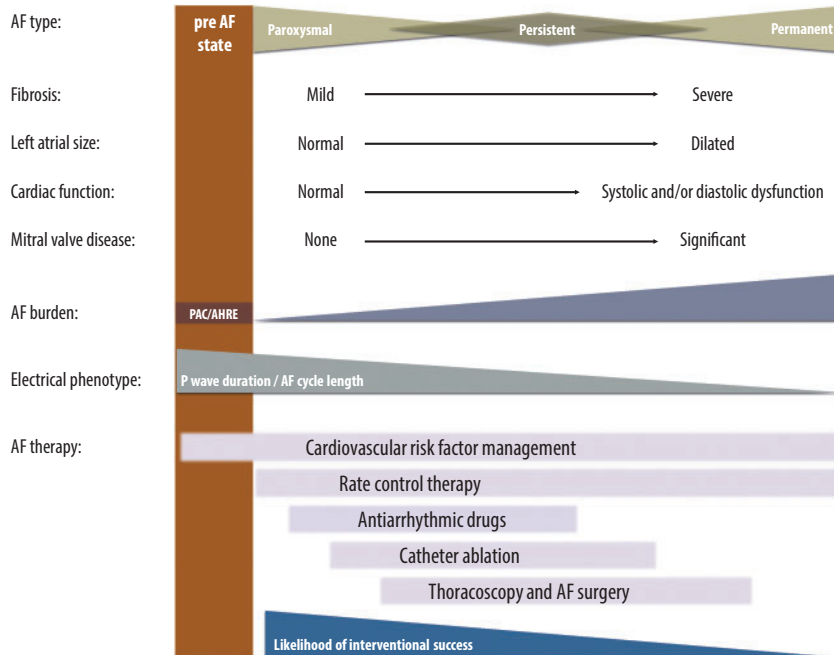 AF type:
pre AF
state
Paroxysmal
Persistent
Permanent
Fibrosis:
Mild
Severe
Left atrial size:
Normal
Dilated
Cardiac function:
Normal
Systolic and/or diastolic dysfunction
Mitral valve disease:
None
Significant
AF burden:
PAC/AHRE
Electrical phenotype:
P wave duration / AF cycle length
AF therapy:
Cardiovascular risk factor management
Rate control therapy
Antiarrhythmic drugs
Catheter ablation
Thoracoscopy and AF surgery
Likelihood of interventional success